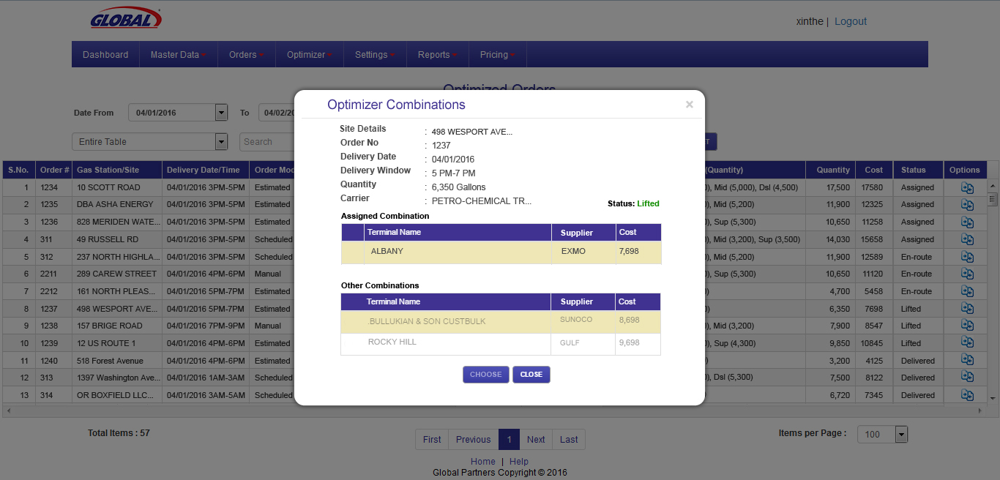 GLOBAL
xinthe | Logout
Dashboard Master Data Orders Optimizer Settings Reports Pricing
Optimized Orders
Date From 04/01/2016 To 04/02/20
Entire Table Search
S.No. Order # Gas Station/Site Delivery Date/Time Order Mod (Quantity) Quantity Cost Status Options
1 1234 10 SCOTT ROAD 04/01/2016 3PM-5PM Estimated ), Mid (5,000), Dsl (4,500) 17,500 17580 Assigned
2 1235 DBA ASHA ENERGY 04/01/2016 3PM-5PM Estimated ), Mid (5,200) 11,900 12325 Assigned
3 1236 828 MERIDEN WATE... 04/01/2016 3PM-5PM Estimated ), Sup (5,300) 10,650 11258 Assigned
4 311 49 RUSSELL RD 04/01/2016 3PM-5PM Scheduled ), Mid (3,200), Sup (3,500) 14,030 15658 Assigned
5 312 237 NORTH HIGHLA... 04/01/2016 3PM-5PM Scheduled ), Mid (5,200) 11,900 12589 En-route
6 2211 289 CAREW STREET 04/01/2016 4PM-6PM Manual ), Sup (5,300) 10,650 11120 En-route
7 2212 161 NORTH PLEAS... 04/01/2016 5PM-7PM Estimated ) 4,700 5458 En-route
8 1237 498 WESPORT AVE... 04/01/2016 5PM-7PM Estimated ) 6,350 7698 Lifted
9 1238 157 BRIGE ROAD 04/01/2016 7PM-9PM Manual ), Mid (3,200) 7,900 8547 Lifted
10 1239 12 US ROUTE 1 04/01/2016 4PM-6PM Estimated ), Sup (4,300) 9,850 10845 Lifted
11 1240 518 Forest Avenue 04/01/2016 4PM-6PM Estimated ) 3,200 4125 Delivered
12 313 1397 Washington Ave... 04/01/2016 1AM-3AM Scheduled ), Dsl (5,300) 7,500 8122 Delivered
13 314 OR BOXFIELD LLC... 04/01/2016 3AM-5AM Scheduled 6,720 7345 Delivered
Optimizer Combinations ×
Site Details : 498 WESPORT AVE...
Order No : 1237
Delivery Date : 04/01/2016
Delivery Window : 5 PM-7 PM
Quantity : 6,350 Gallons
Carrier : PETRO-CHEMICAL TR...
Status: Lifted
Assigned Combination
Terminal Name Supplier Cost
ALBANY EXMO 7,698
Other Combinations
Terminal Name Supplier Cost
.BULLUKIAN & SON CUSTBULK SUNOCO 8,698
ROCKY HILL GULF 9,698
CHOOSE CLOSE
Total Items : 57
First Previous 1 Next Last
Items per Page : 100
Home | Help
Global Partners Copyright © 2016